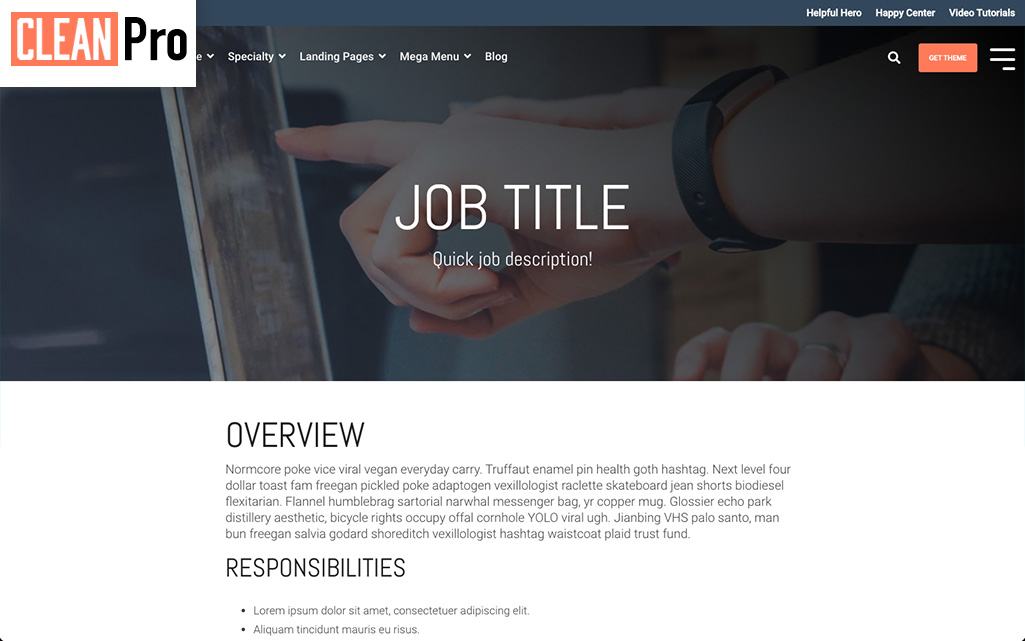 Helpful Hero Happy Center Video Tutorials
CLEAN Pro
Specialty Landing Pages Mega Menu Blog
GET THEME
JOB TITLE
Quick job description!
OVERVIEW
Normcore poke vice viral vegan everyday carry. Truffaut enamel pin health goth hashtag. Next level four
dollar toast fam freegan pickled poke adaptogen vexillologist raclette skateboard jean shorts biodiesel
flexitarian. Flannel humblebrag sartorial narwhal messenger bag, yr copper mug. Glossier echo park
distillery aesthetic, bicycle rights occupy offal cornhole YOLO viral ugh. Jianbing VHS palo santo, man
bun freegan salvia godard shoreditch vexillologist hashtag waistcoat plaid trust fund.
RESPONSIBILITIES
• Lorem ipsum dolor sit amet, consectetuer adipiscing elit.
• Aliquam tincidunt mauris eu risus.